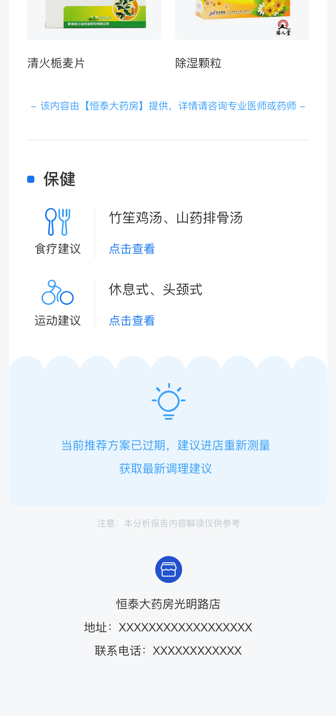 清火栀麦片
除湿颗粒
– 该内容由【恒泰大药房】提供，详情请咨询专业医师或药师 –
保健
竹笙鸡汤、山药排骨汤
食疗建议
点击查看
休息式、头颈式
运动建议
点击查看
当前推荐方案已过期，建议进店重新测量
获取最新调理建议
注意：本分析报告内容解读仅供参考
恒泰大药房光明路店
地址：XXXXXXXXXXXXXXXXXX
联系电话：XXXXXXXXXXXX